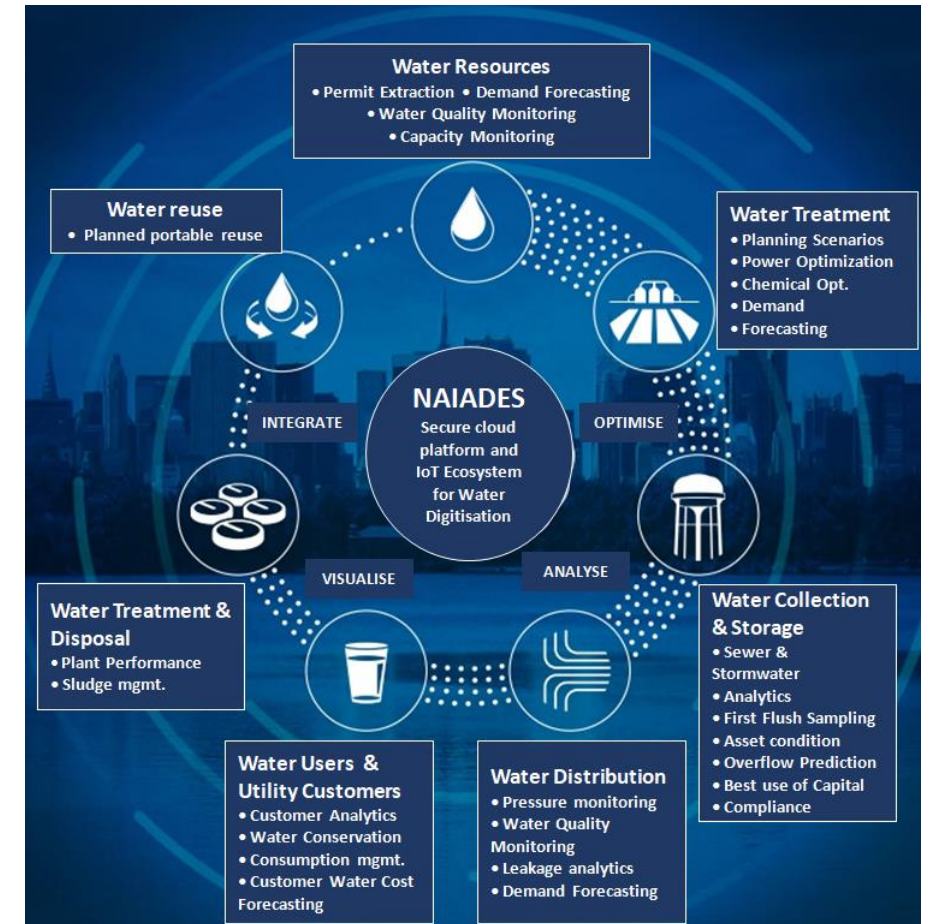 Water Resources
• Permit Extraction • Demand Forecasting
• Water Quality Monitoring
• Capacity Monitoring
Water reuse
• Planned portable reuse
Water Treatment
• Planning Scenarios
• Power Optimization
• Chemical Opt.
• Demand
• Forecasting
NAIADES
Secure cloud
platform and
IoT Ecosystem
for Water
Digitisation
INTEGRATE
OPTIMISE
VISUALISE
ANALYSE
Water Treatment &
Disposal
• Plant Performance
• Sludge mgmt.
Water Collection
& Storage
• Sewer &
Stormwater
• Analytics
• First Flush Sampling
• Asset condition
• Overflow Prediction
• Best use of Capital
• Compliance
Water Users &
Utility Customers
• Customer Analytics
• Water Conservation
• Consumption mgmt.
• Customer Water Cost
Forecasting
Water Distribution
• Pressure monitoring
• Water Quality
Monitoring
• Leakage analytics
• Demand Forecasting